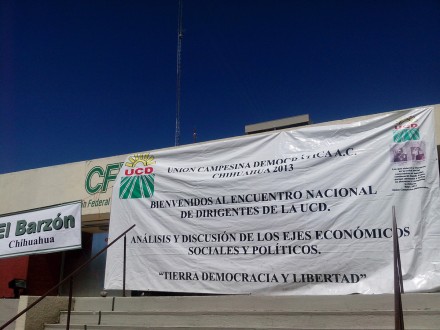 CF
n Federal
El Barzón
Chihuahua
UCD
UNION CAMPESINA DEMOCRÁTICA A.C.
CHIHUAHUA 2013
BIENVENIDOS AL ENCUENTRO NACIONAL
DE DIRIGENTES DE LA UCD.
ANÁLISIS Y DISCUSIÓN DE LOS EJES ECONÓMICOS
SOCIALES Y POLÍTICOS.
“TIERRA DEMOCRACIA Y LIBERTAD”
UCD